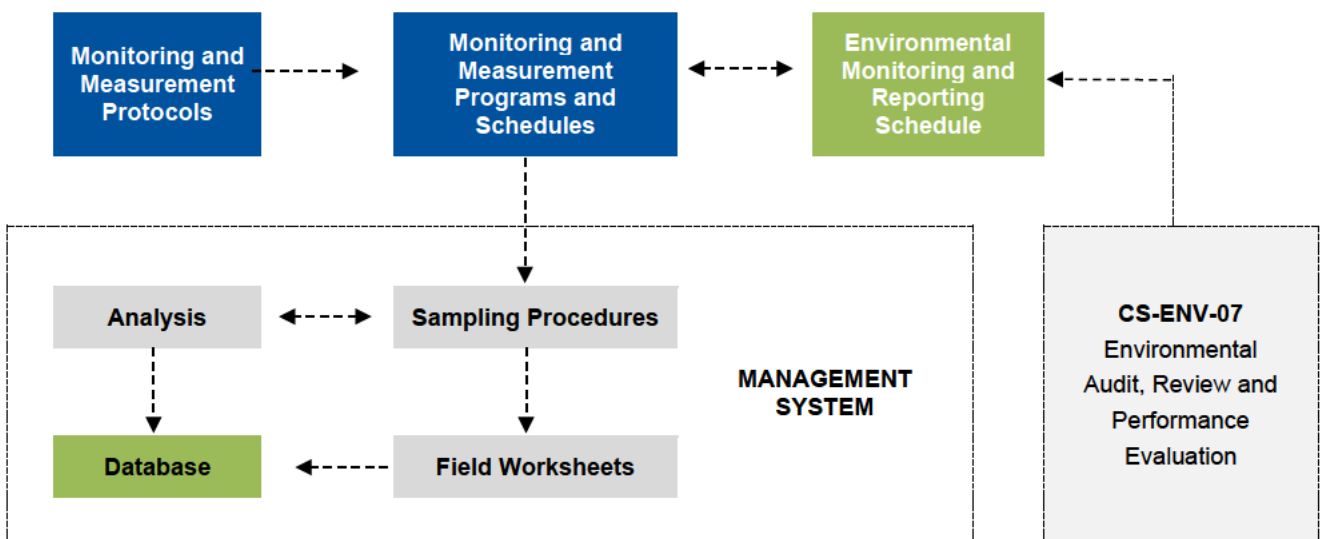 Monitoring and
Measurement
Protocols
Monitoring and
Measurement
Programs and
Schedules
Environmental
Monitoring and
Reporting
Schedule
Analysis
Sampling Procedures
MANAGEMENT
SYSTEM
Database
Field Worksheets
CS-ENV-07
Environmental
Audit, Review and
Performance
Evaluation